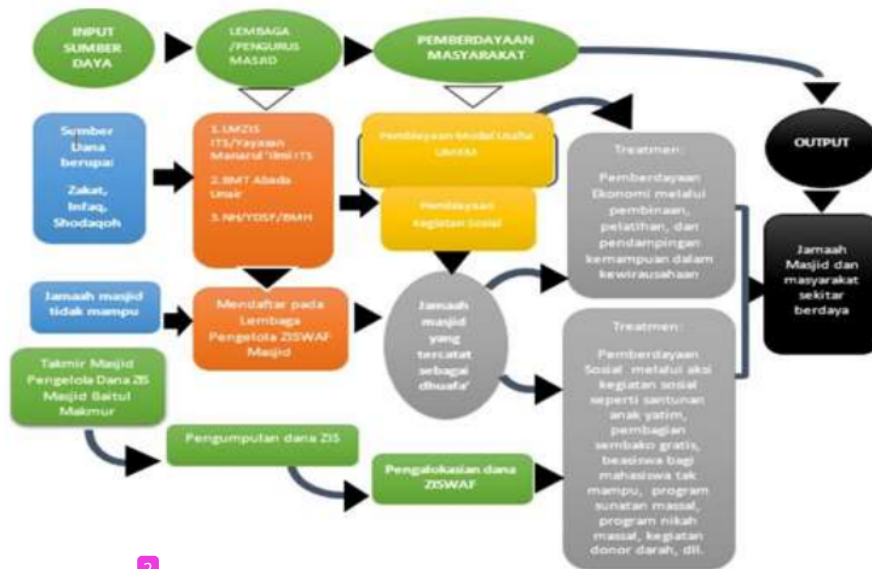 INPUT
SUMBER
DAYA
LEMBAGA
/PENGURUS
MASJID
PEMBERDAYAAN
MASYARAKAT
Sumber
Dana
berupa:
Zakat,
Infaq,
Shodaqoh
1. UMZIS
ITS/Yayasan
Manarul 'Ilmi ITS
2. BMT Abada
Unair
3. NH/YDSF/BMH
Modal Usaha
UMKM
Kegiatan Sosial
Treatmen:
Pemberdayaan
Ekonomi melalui
pembinaan,
pelatihan, dan
pendampingan
kemampuan dalam
kewirausahaan
OUTPUT
Jamaah
Masjid dan
masyarakat
sekitar
berdaya
Jamaah masjid
tidak mampu
Mendaftar pada
Lembaga
Pengelola ZISWAF
Masjid
Jamaah
masjid
yang
tercatat
sebagai
dhuafa'
Treatmen:
Pemberdayaan
Sosial melalui aksi
kegiatan sosial
seperti santunan
anak yatim,
pembagian
sembako gratis,
beasiswa bagi
mahasiswa tak
mampu, program
sunatan massal,
program nikah
massal, kegiatan
donor darah, dll.
Takmir Masjid
Pengelola Dana ZIS
Masjid Baitul
Makmur
Pengumpulan dana ZIS
Pengalokasian dana
ZISWAF
2